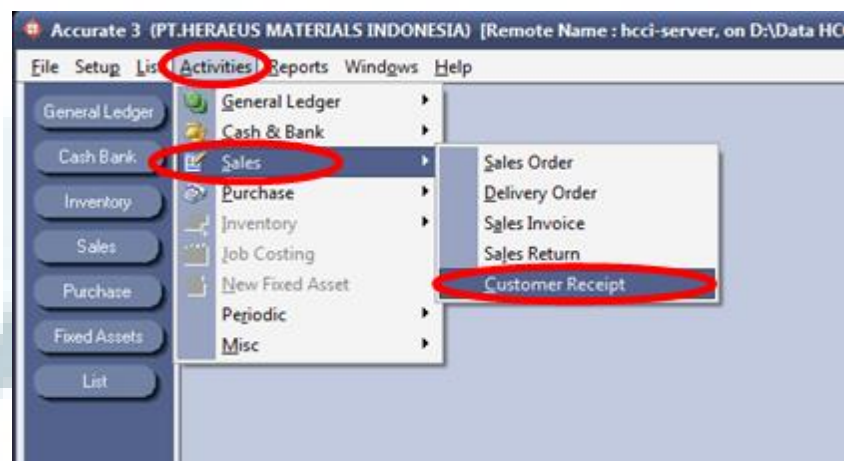 Accurate 3 (PT.HERAEUS MATERIALS INDONESIA) [Remote Name : hcci-server, on D:\Data HC
File Setup List Activities Reports Windows Help
General Ledger
Cash Bank
Inventory
Sales
Purchase
Fixed Assets
List
General Ledger
Cash & Bank
Sales
Purchase
Inventory
Job Costing
New Fixed Asset
Periodic
Misc
Sales Order
Delivery Order
Sales Invoice
Sales Return
Customer Receipt